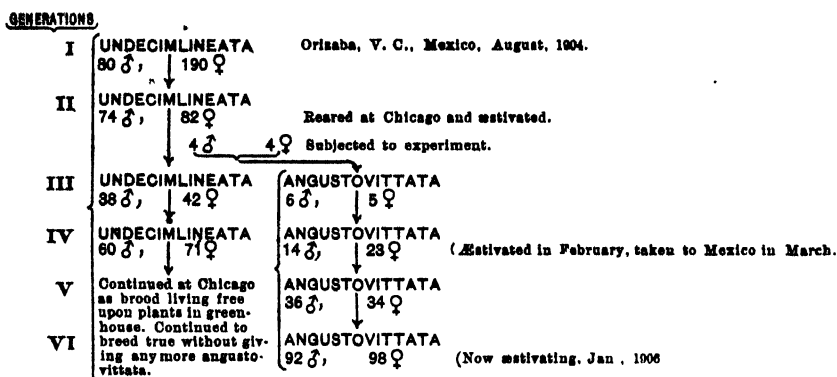 GENERATIONS
I UNDECIMLINEATA Orizaba, V. C., Mexico, August, 1904.
80 ♂, 190 ♀
II UNDECIMLINEATA
74 ♂, 82 ♀ Reared at Chicago and æstivated.
4 ♂ 4 ♀ Subjected to experiment.
III UNDECIMLINEATA ANGUSTOVITTATA
38 ♂, 42 ♀ 6 ♂, 5 ♀
IV UNDECIMLINEATA ANGUSTOVITTATA
60 ♂, 71 ♀ 14 ♂, 23 ♀ (Æstivated in February, taken to Mexico in March.
V Continued at Chicago
as brood living free
upon plants in green-
house. Continued to
breed true without giv-
ing any more angusto-
vittata.
ANGUSTOVITTATA
36 ♂, 34 ♀
VI ANGUSTOVITTATA
92 ♂, 98 ♀ (Now æstivating, Jan , 1906